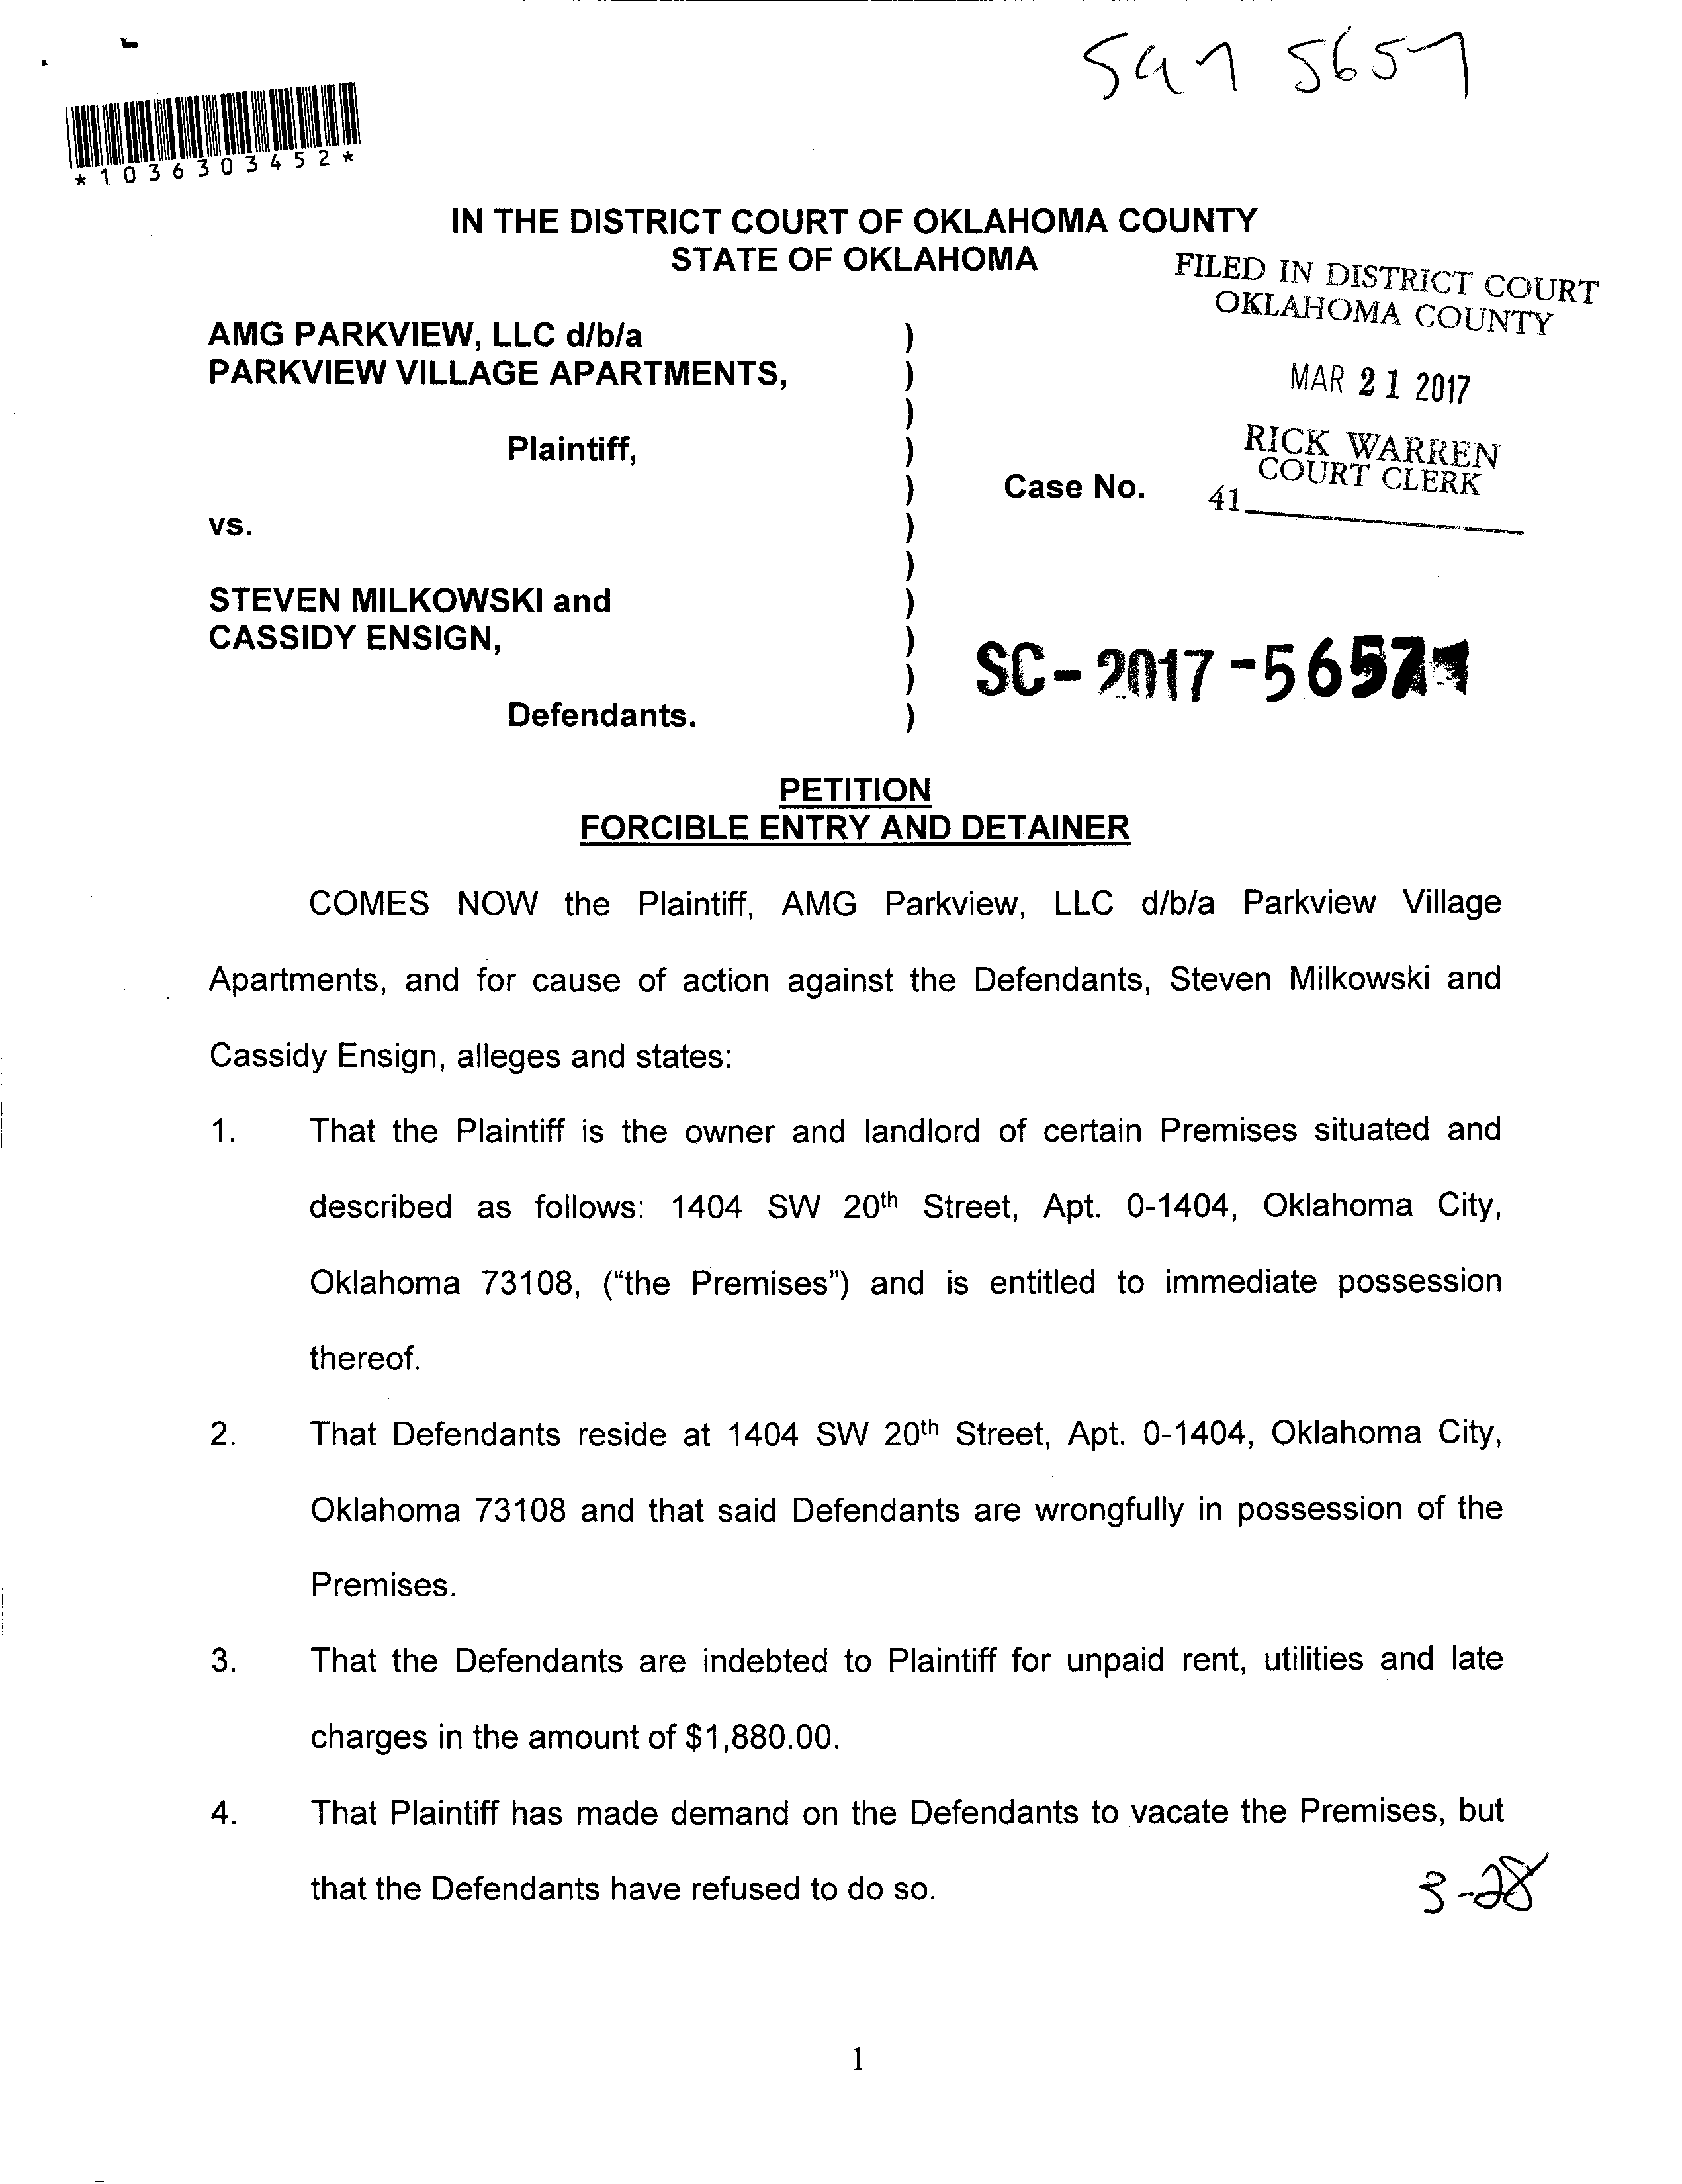 5657
*1036303452*
IN THE DISTRICT COURT OF OKLAHOMA COUNTY
STATE OF OKLAHOMA
FILED IN DISTRICT COURT
OKLAHOMA COUNTY
MAR 21 2017
RICK WARREN
COURT CLERK
41
AMG PARKVIEW, LLC d/b/a )
PARKVIEW VILLAGE APARTMENTS, )
)
Plaintiff, )
) Case No.
vs. )
)
STEVEN MILKOWSKI and )
CASSIDY ENSIGN, )
) SC-2017-5657
Defendants. )
PETITION
FORCIBLE ENTRY AND DETAINER
COMES NOW the Plaintiff, AMG Parkview, LLC d/b/a Parkview Village
Apartments, and for cause of action against the Defendants, Steven Milkowski and
Cassidy Ensign, alleges and states:
1. That the Plaintiff is the owner and landlord of certain Premises situated and
described as follows: 1404 SW 20th Street, Apt. 0-1404, Oklahoma City,
Oklahoma 73108, (“the Premises”) and is entitled to immediate possession
thereof.
2. That Defendants reside at 1404 SW 20th Street, Apt. 0-1404, Oklahoma City,
Oklahoma 73108 and that said Defendants are wrongfully in possession of the
Premises.
3. That the Defendants are indebted to Plaintiff for unpaid rent, utilities and late
charges in the amount of $1,880.00.
4. That Plaintiff has made demand on the Defendants to vacate the Premises, but
that the Defendants have refused to do so.
3-28
1